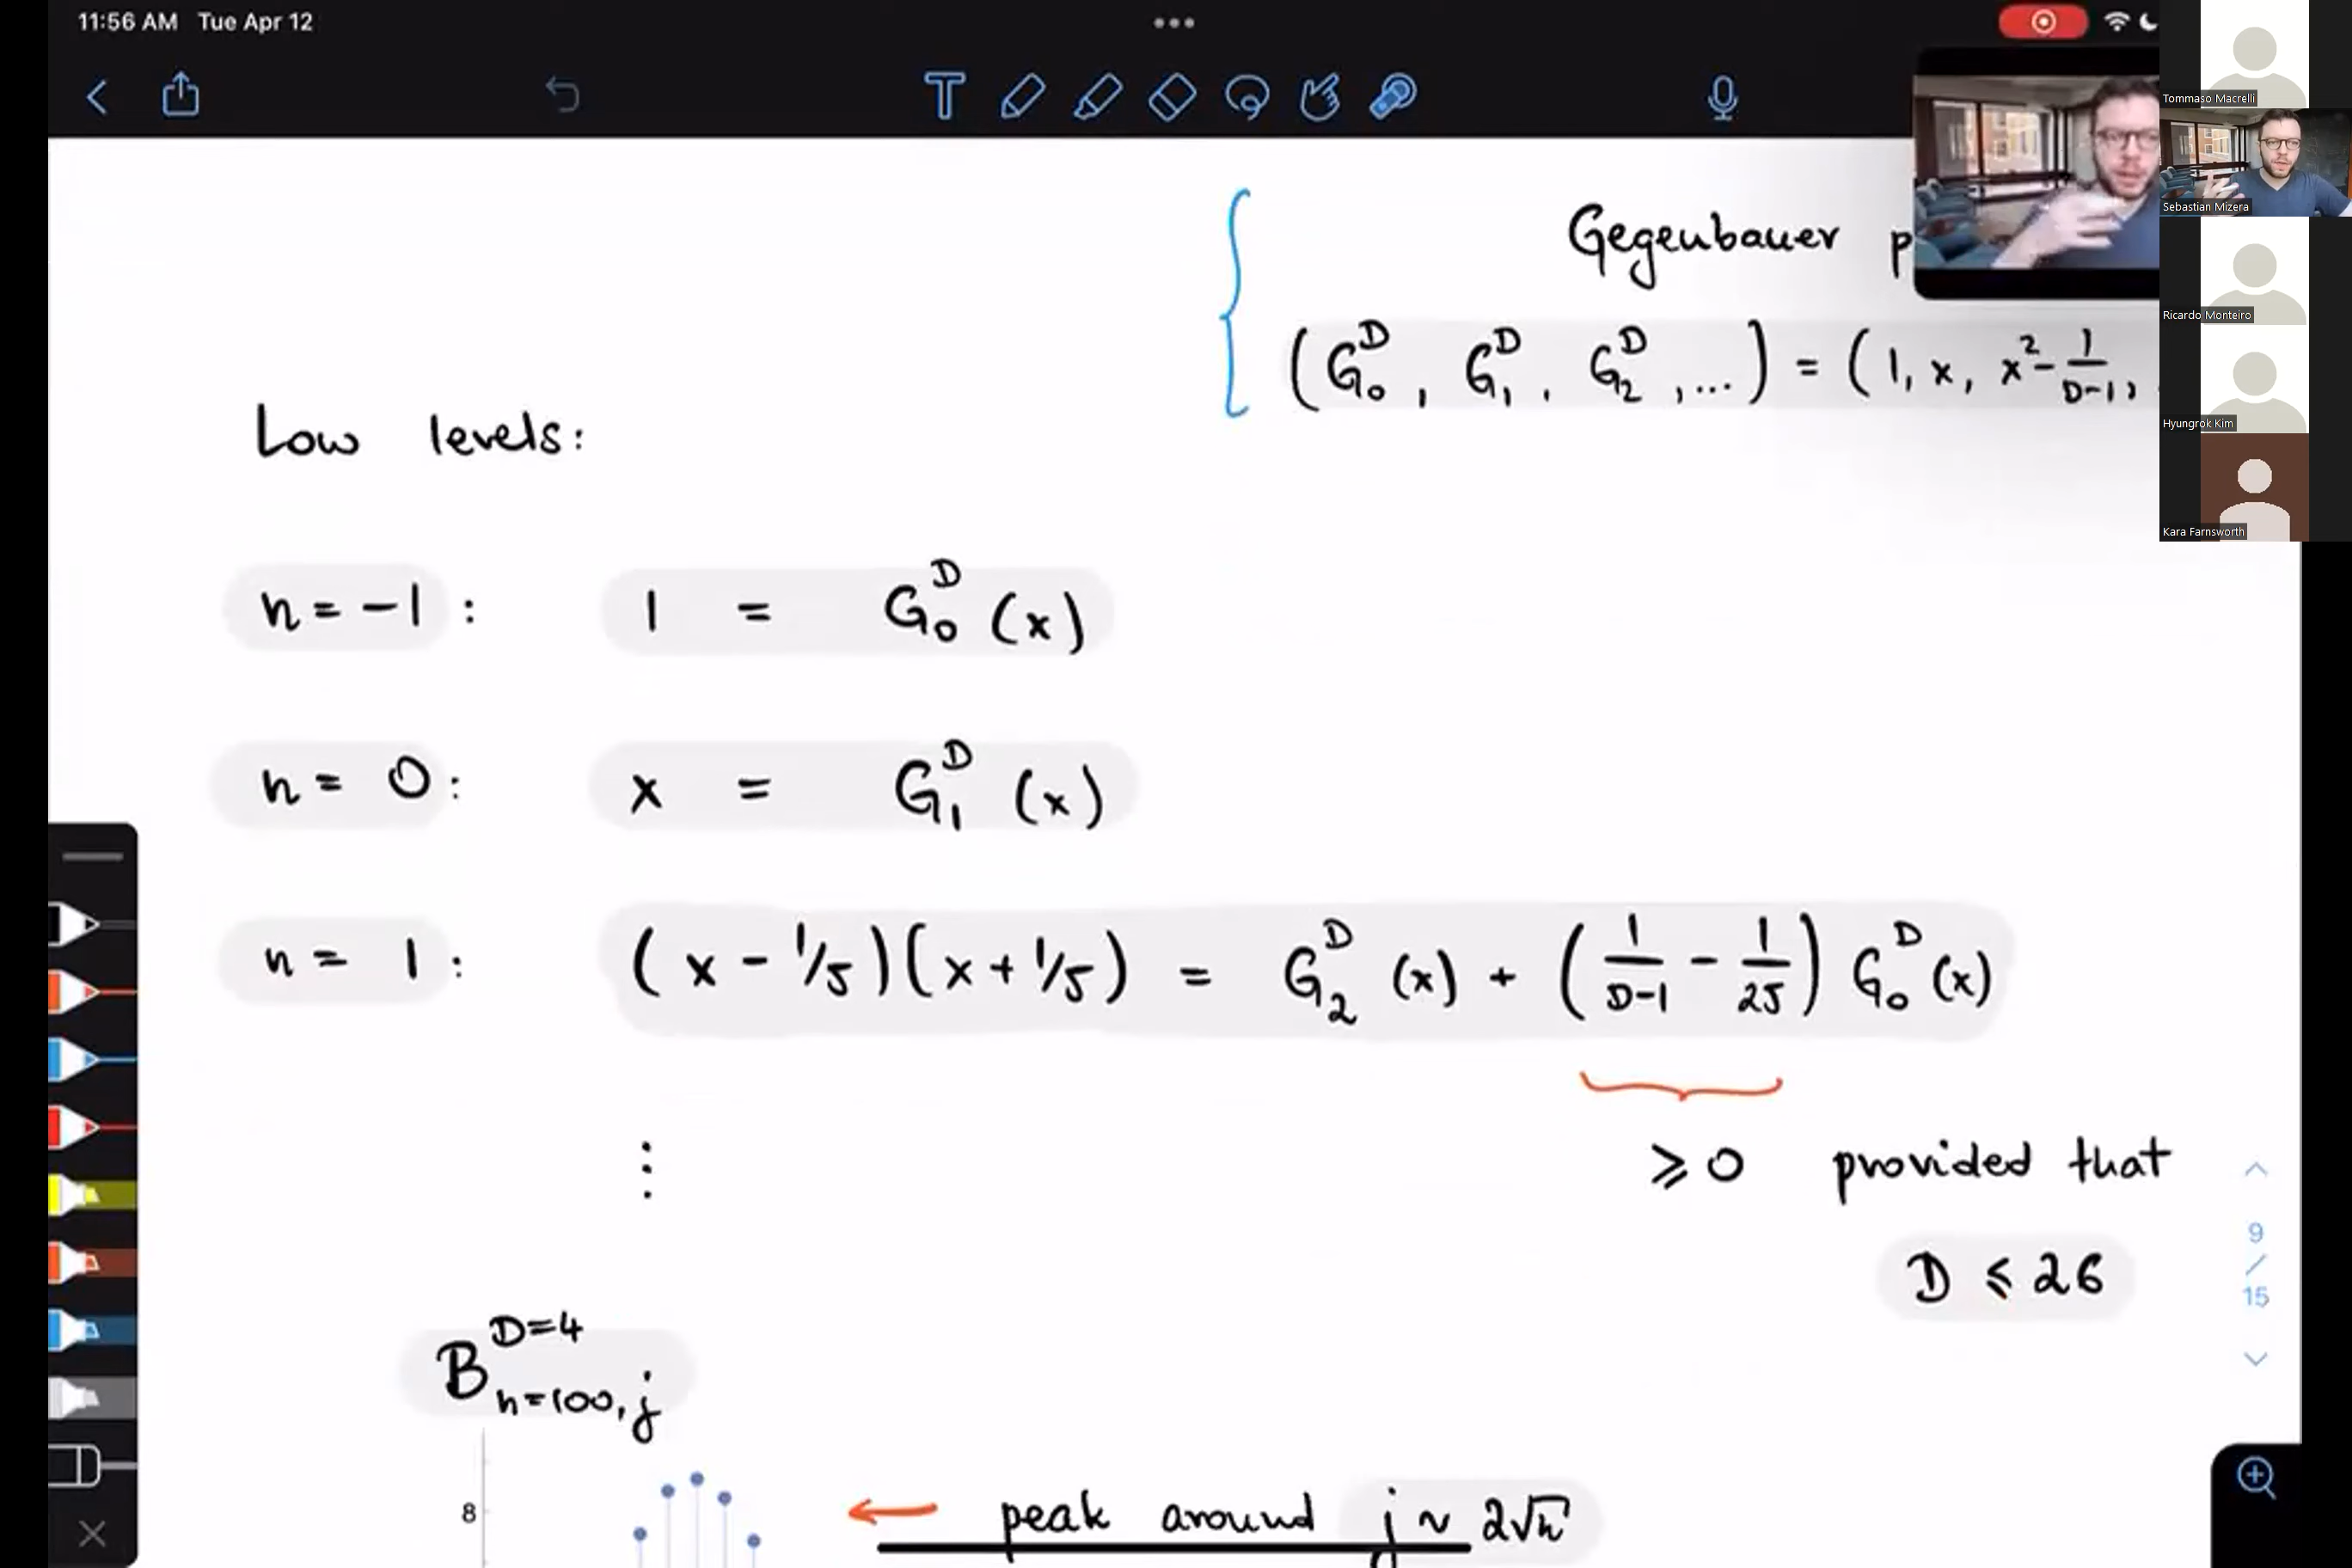 11:56 AM Tue Apr 12
Tommaso Macrelli
Sebastian Mizera
Ricardo Monteiro
Hyungrok Kim
Kara Farnsworth
Gegenbauer p
(G₀ᴰ, G₁ᴰ, G₂ᴰ, ...) = (1, x, x² - 1/(D-1),
Low levels:
n = -1 : 1 = G₀ᴰ (x)
n = 0 : x = G₁ᴰ (x)
n = 1 : (x - 1/5)(x + 1/5) = G₂ᴰ (x) + (1/(D-1) - 1/25) G₀ᴰ (x)
⋮
≥ 0 provided that
D ≤ 26
9 / 15
B^{D=4}_{n=100, j}
8
← peak around j ~ 2√n